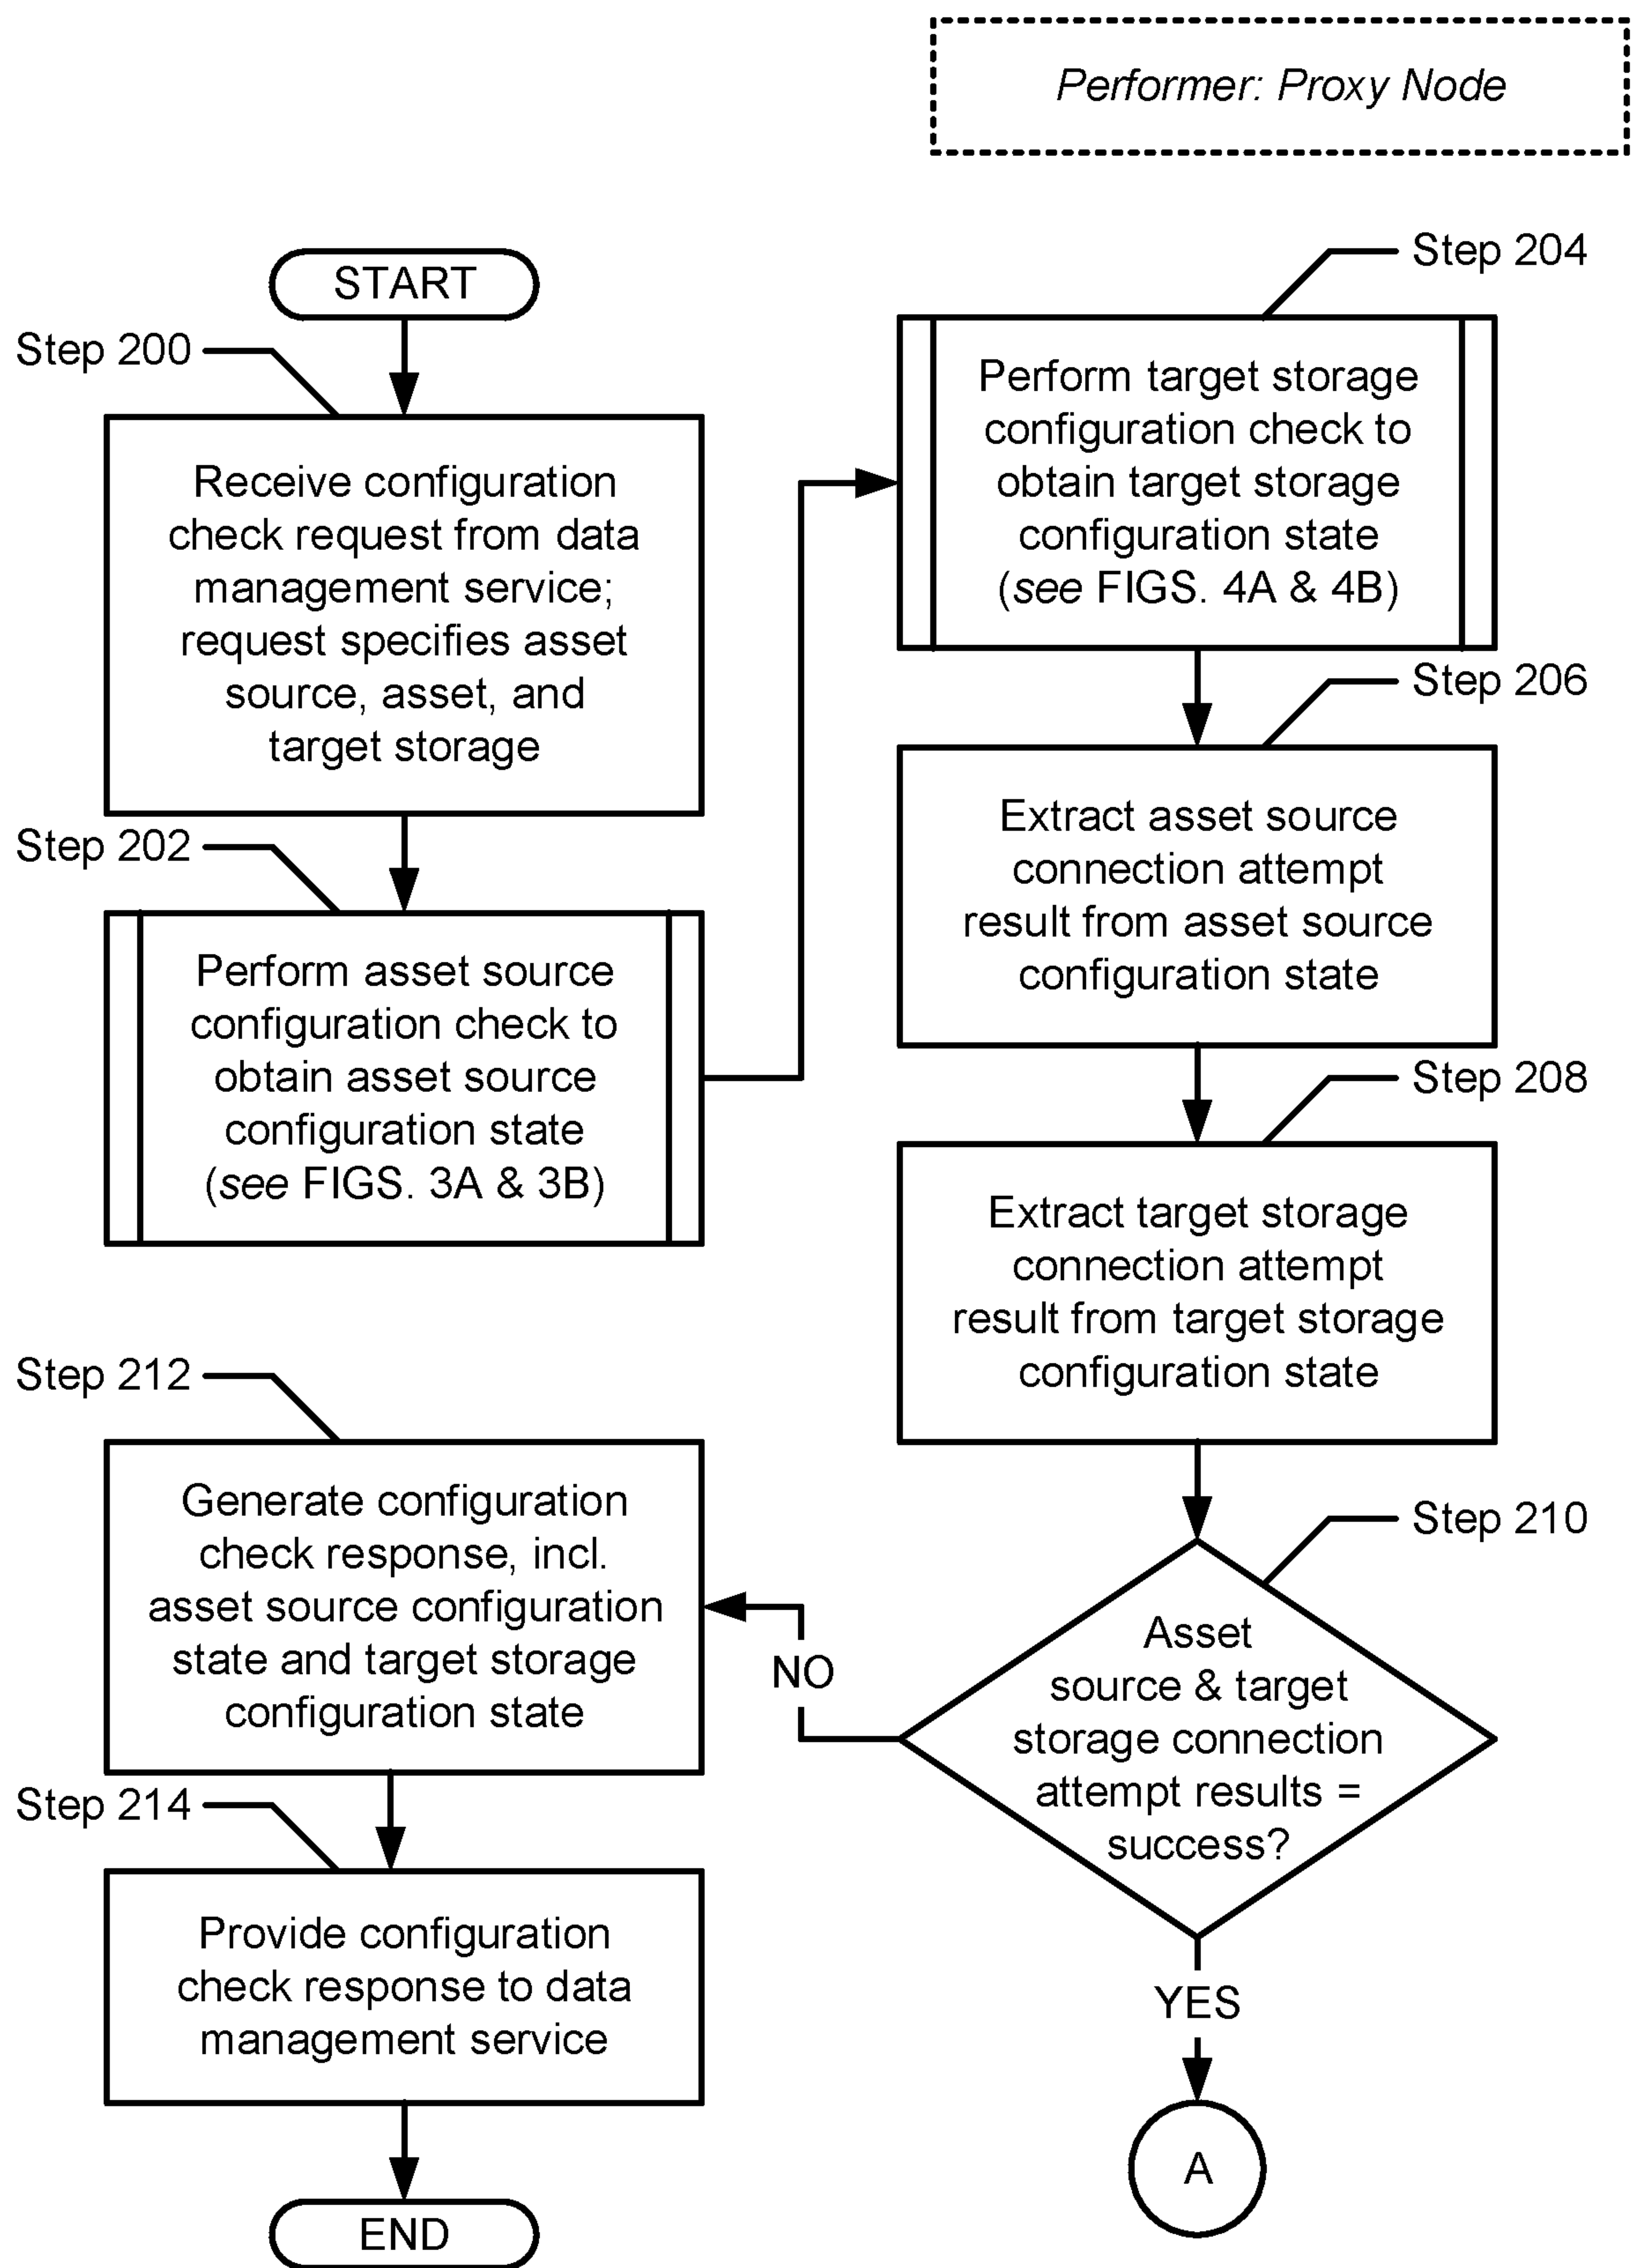 Performer: Proxy Node
START
Step 200
Receive configuration
check request from data
management service;
request specifies asset
source, asset, and
target storage
Step 202
Perform asset source
configuration check to
obtain asset source
configuration state
(see FIGS. 3A & 3B)
Step 204
Perform target storage
configuration check to
obtain target storage
configuration state
(see FIGS. 4A & 4B)
Step 206
Extract asset source
connection attempt
result from asset source
configuration state
Step 208
Extract target storage
connection attempt
result from target storage
configuration state
Step 210
Asset
source & target
storage connection
attempt results =
success?
NO
YES
A
Step 212
Generate configuration
check response, incl.
asset source configuration
state and target storage
configuration state
Step 214
Provide configuration
check response to data
management service
END